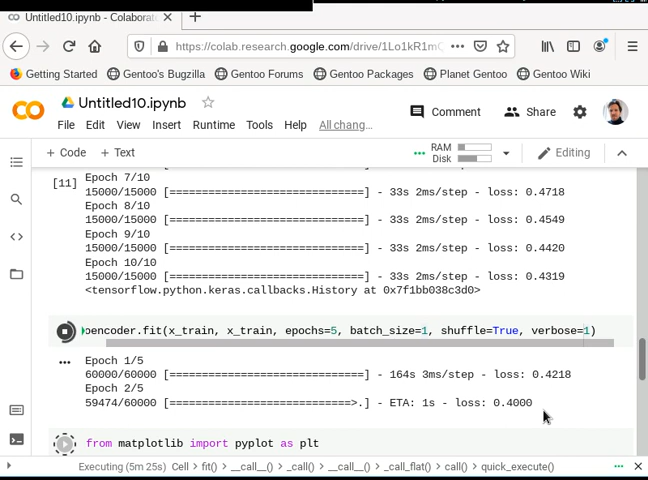 Untitled10.ipynb - Colaborat
https://colab.research.google.com/drive/1Lo1kR1m
Getting Started Gentoo's Bugzilla Gentoo Forums Gentoo Packages Planet Gentoo Gentoo Wiki
Untitled10.ipynb
Comment Share
File Edit View Insert Runtime Tools Help All chang...
+ Code + Text RAM Disk Editing
[11] Epoch 7/10
15000/15000 [==============================] - 33s 2ms/step - loss: 0.4718
Epoch 8/10
15000/15000 [==============================] - 33s 2ms/step - loss: 0.4549
Epoch 9/10
15000/15000 [==============================] - 33s 2ms/step - loss: 0.4420
Epoch 10/10
15000/15000 [==============================] - 33s 2ms/step - loss: 0.4319
<tensorflow.python.keras.callbacks.History at 0x7f1bb038c3d0>
oencoder.fit(x_train, x_train, epochs=5, batch_size=1, shuffle=True, verbose=1)
Epoch 1/5
60000/60000 [==============================] - 164s 3ms/step - loss: 0.4218
Epoch 2/5
59474/60000 [============================>.] - ETA: 1s - loss: 0.4000
from matplotlib import pyplot as plt
Executing (5m 25s) Cell > fit() > __call__() > _call() > __call__() > _call_flat() > call() > quick_execute()